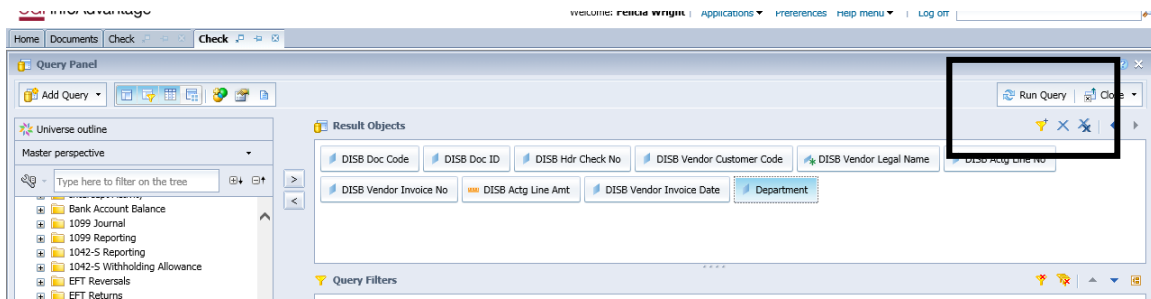 InfoAdvantage
Welcome: Felicia Wright | Applications Preferences Help menu | Log off
Home Documents Check Check
Query Panel
Add Query
Run Query | Close
Universe outline
Result Objects
Master perspective
DISB Doc Code DISB Doc ID DISB Hdr Check No DISB Vendor Customer Code DISB Vendor Legal Name DISB Actg Line No
Type here to filter on the tree
DISB Vendor Invoice No DISB Actg Line Amt DISB Vendor Invoice Date Department
Bank Account Balance
1099 Journal
1099 Reporting
1042-S Reporting
1042-S Withholding Allowance
EFT Reversals
Query Filters
EFT Returns